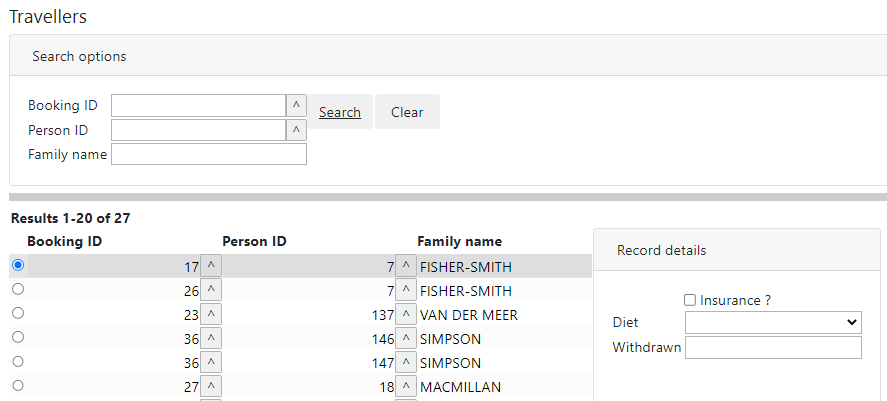 Travellers
Search options
Booking ID ^ Search Clear
Person ID ^
Family name
Results 1-20 of 27
Booking ID Person ID Family name
17 ^ 7 ^ FISHER-SMITH
26 ^ 7 ^ FISHER-SMITH
23 ^ 137 ^ VAN DER MEER
36 ^ 146 ^ SIMPSON
36 ^ 147 ^ SIMPSON
27 ^ 18 ^ MACMILLAN
Record details
Insurance ?
Diet
Withdrawn